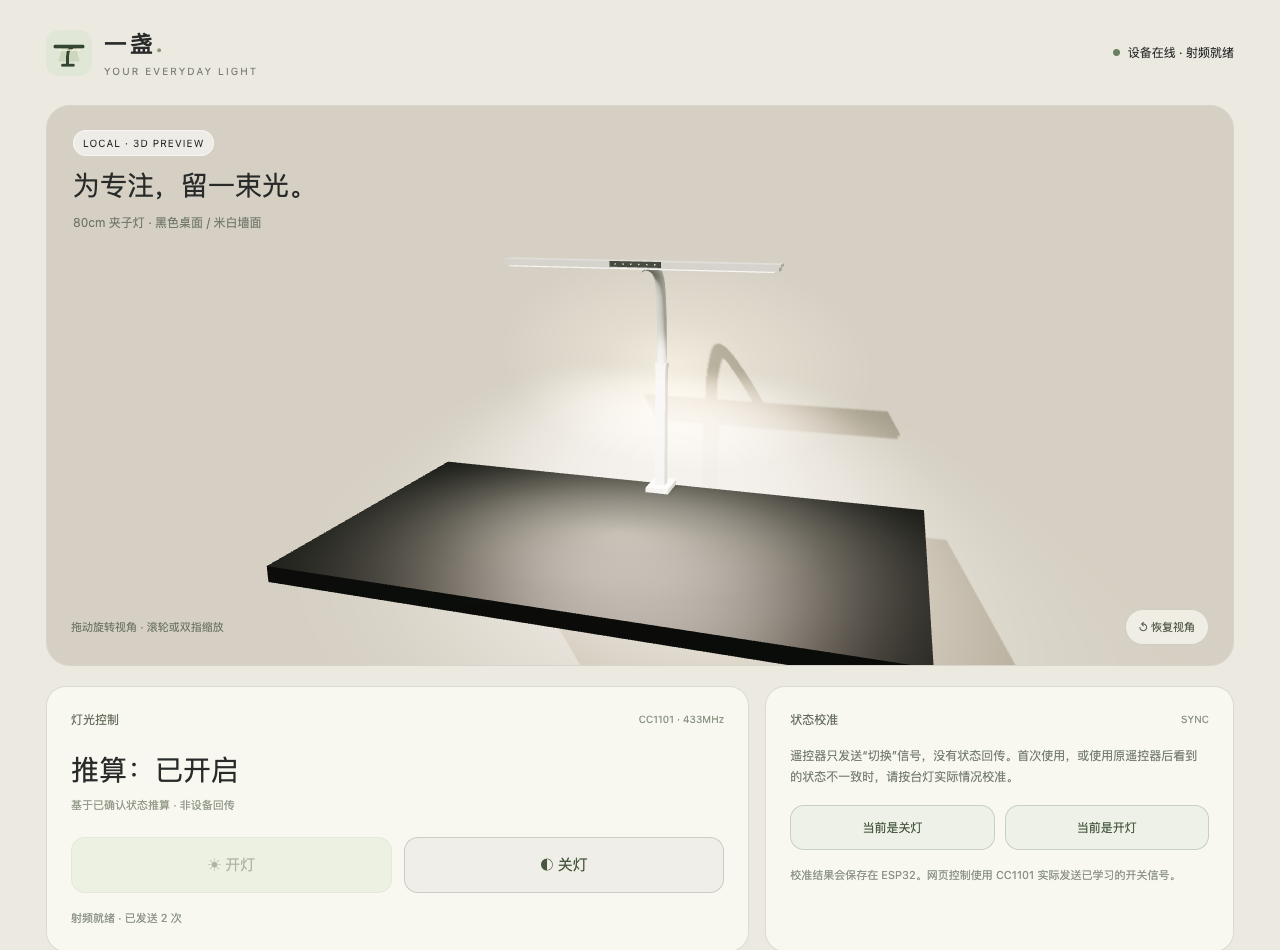 一盏.
YOUR EVERYDAY LIGHT
设备在线 · 射频就绪
LOCAL · 3D PREVIEW
为专注，留一束光。
80cm 夹子灯 · 黑色桌面 / 米白墙面
拖动旋转视角 · 滚轮或双指缩放
恢复视角
灯光控制
CC1101 · 433MHz
推算：已开启
基于已确认状态推算 · 非设备回传
开灯
关灯
射频就绪 · 已发送 2 次
状态校准
SYNC
遥控器只发送“切换”信号，没有状态回传。首次使用，或使用原遥控器后看到
的状态不一致时，请按台灯实际情况校准。
当前是关灯
当前是开灯
校准结果会保存在 ESP32。网页控制使用 CC1101 实际发送已学习的开关信号。